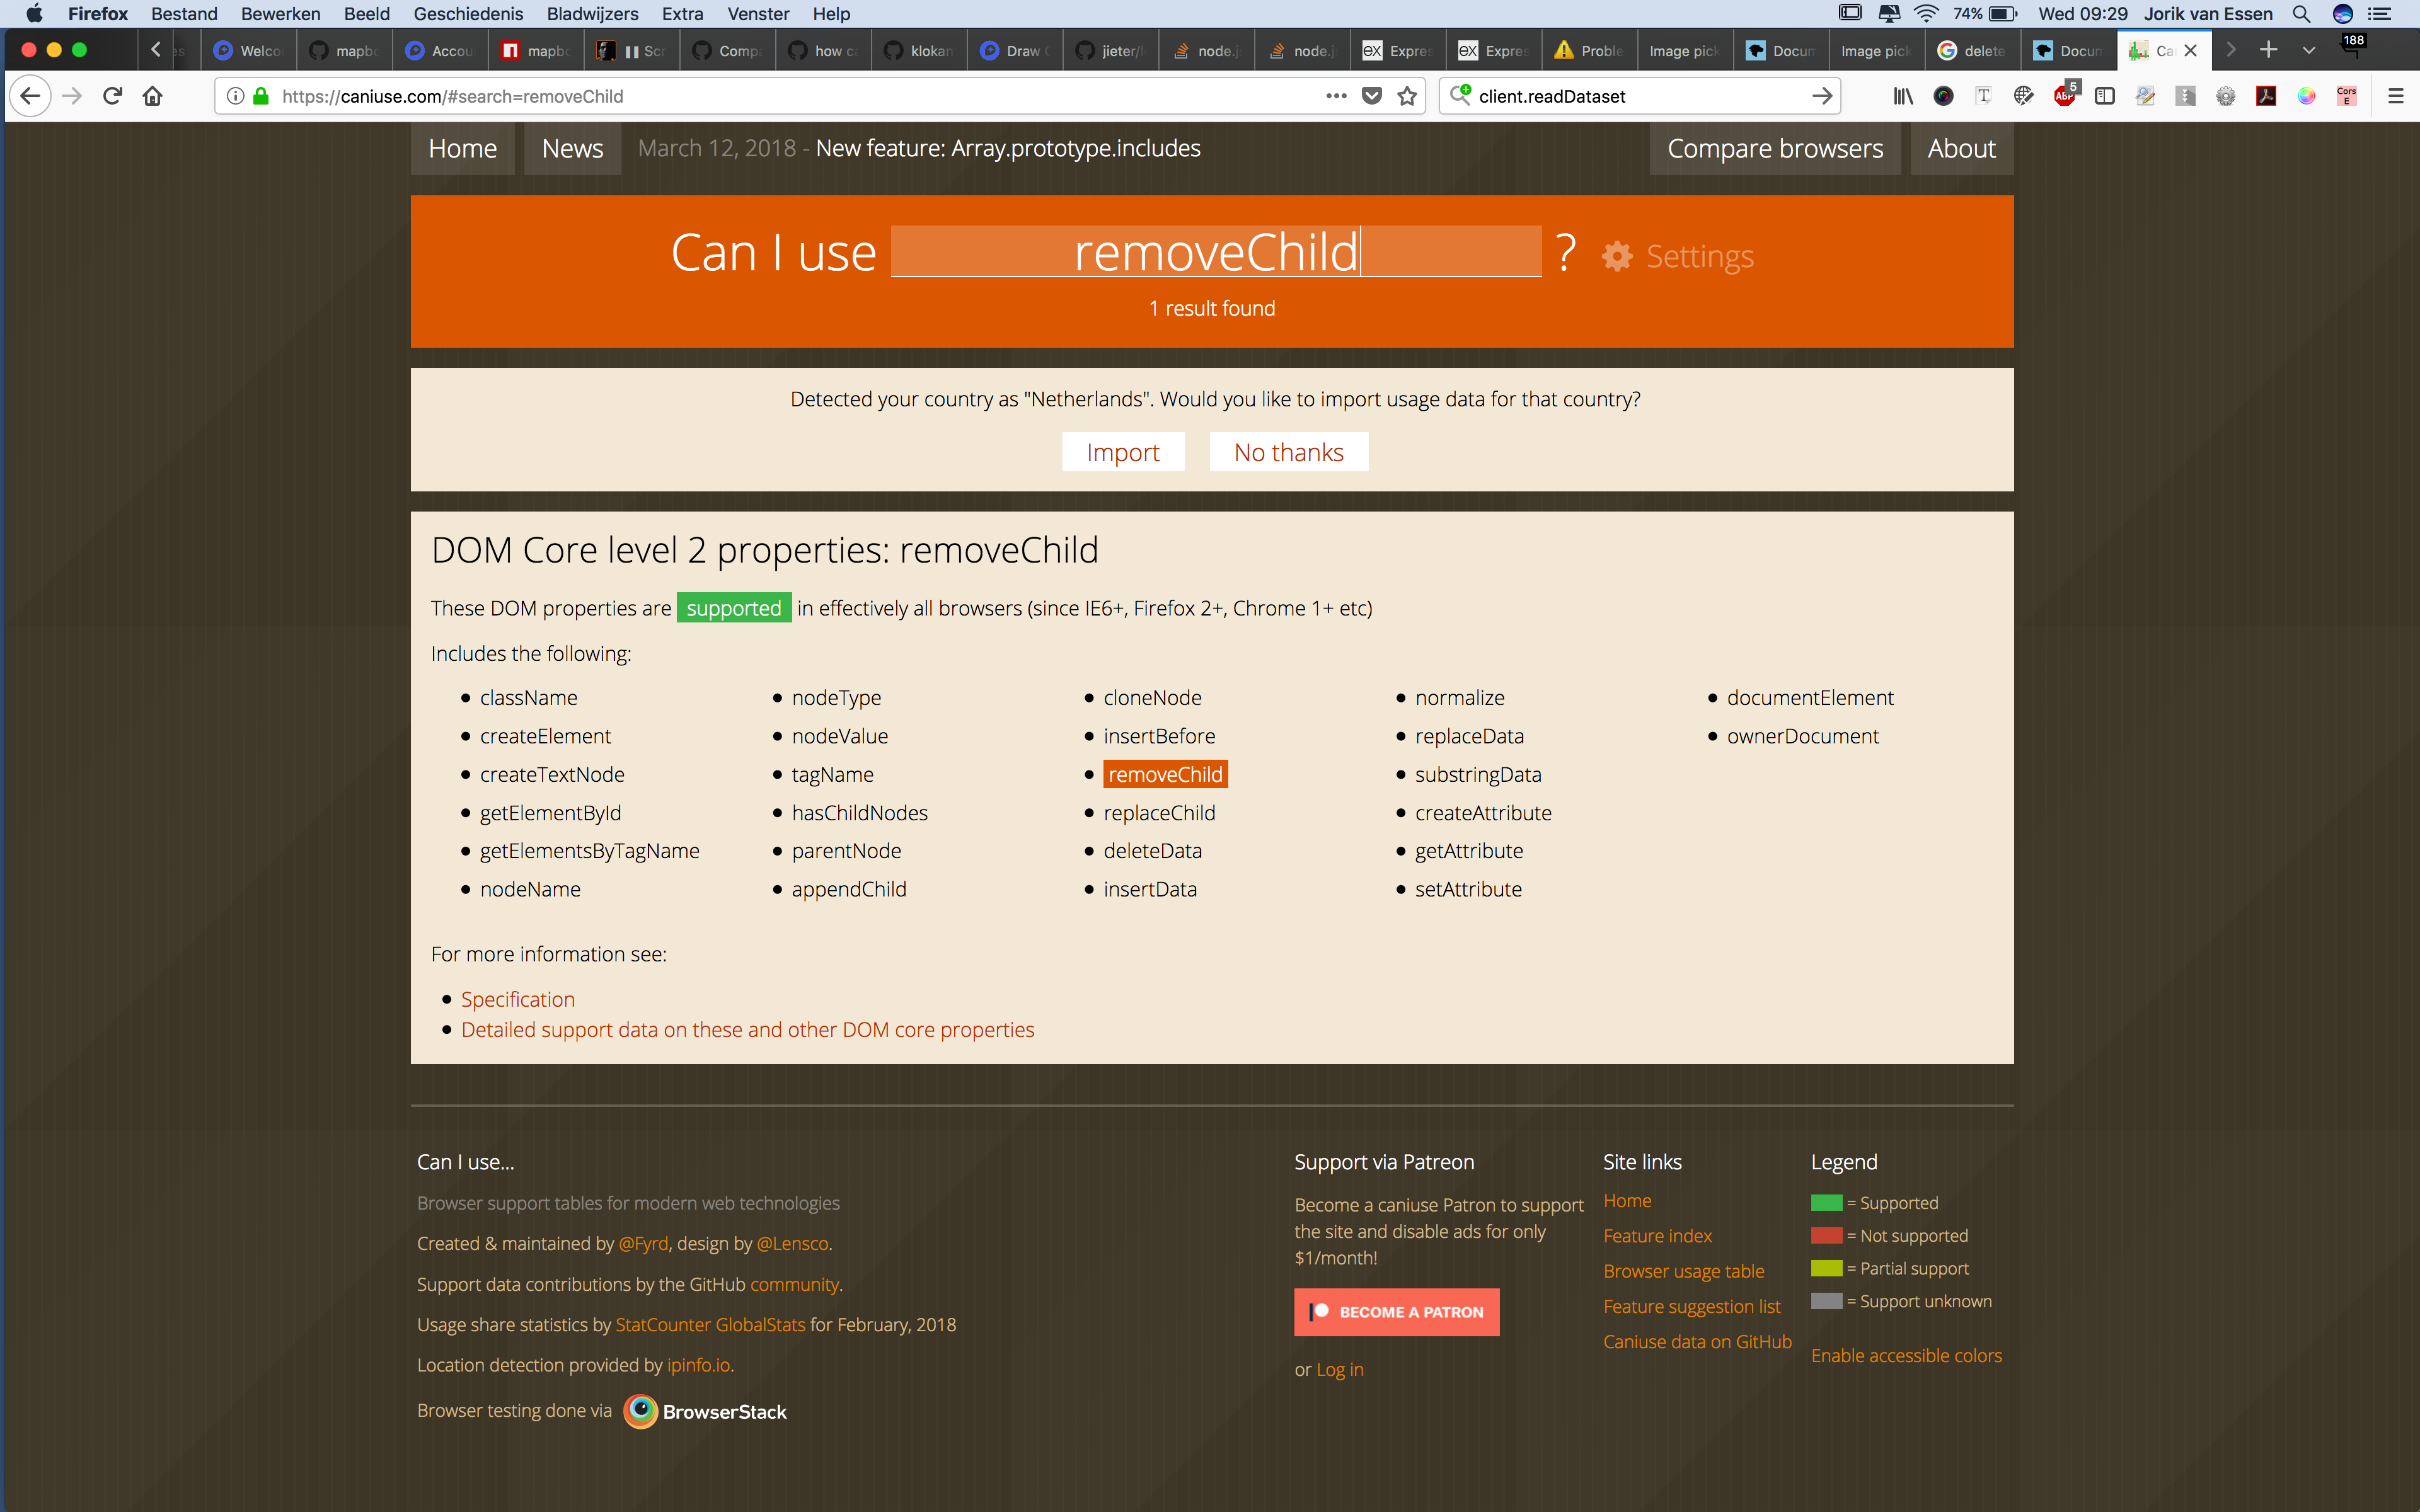 Firefox Bestand Bewerken Beeld Geschiedenis Bladwijzers Extra Venster Help 74% Wed 09:29 Jorik van Essen
Welco mapbo Accou mapbo Scr Comp how ca klokan Draw jieter/l node.j node.j Expres Expres Proble Image pick Docum Image pick delete Docum Ca 188
https://caniuse.com/#search=removeChild client.readDataset ABP 5 Cors E
Home News March 12, 2018 - New feature: Array.prototype.includes Compare browsers About
Can I use removeChild ? Settings
1 result found
Detected your country as "Netherlands". Would you like to import usage data for that country?
Import No thanks
DOM Core level 2 properties: removeChild
These DOM properties are supported in effectively all browsers (since IE6+, Firefox 2+, Chrome 1+ etc)
Includes the following:
className nodeType cloneNode normalize documentElement
createElement nodeValue insertBefore replaceData ownerDocument
createTextNode tagName removeChild substringData
getElementById hasChildNodes replaceChild createAttribute
getElementsByTagName parentNode deleteData getAttribute
nodeName appendChild insertData setAttribute
For more information see:
Specification
Detailed support data on these and other DOM core properties
Can I use...
Browser support tables for modern web technologies
Created & maintained by @Fyrd, design by @Lensco.
Support data contributions by the GitHub community.
Usage share statistics by StatCounter GlobalStats for February, 2018
Location detection provided by ipinfo.io.
Browser testing done via BrowserStack
Support via Patreon
Become a caniuse Patron to support
the site and disable ads for only
$1/month!
BECOME A PATRON
or Log in
Site links
Home
Feature index
Browser usage table
Feature suggestion list
Caniuse data on GitHub
Legend
= Supported
= Not supported
= Partial support
= Support unknown
Enable accessible colors